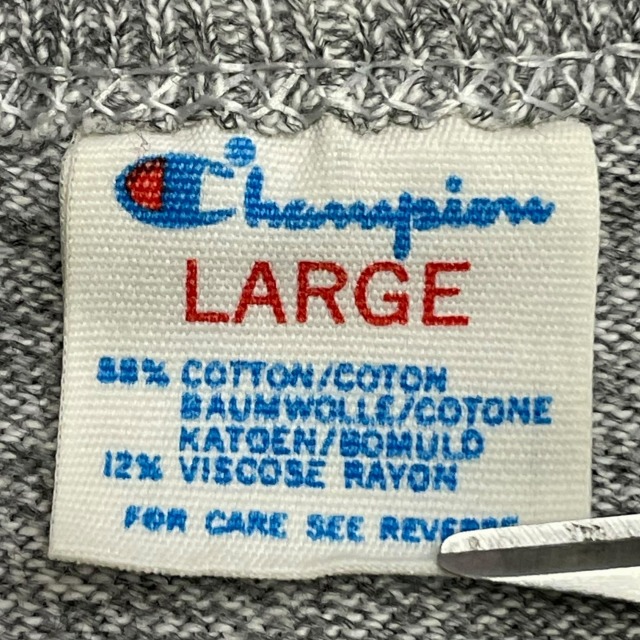 Champion
LARGE
88% COTTON/COTON
BAUMWOLLE/COTONE
KATOEN/BOMULD
12% VISCOSE RAYON
FOR CARE SEE REVERSE